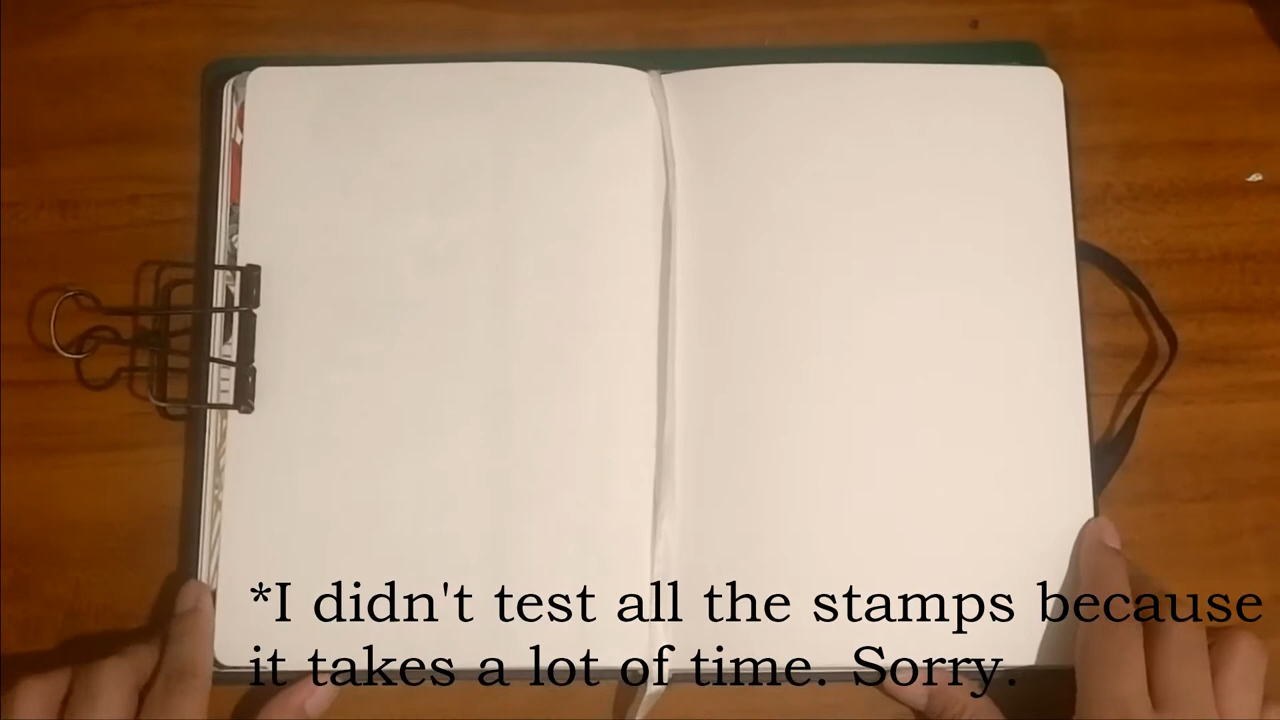 *I didn't test all the stamps because
it takes a lot of time. Sorry.